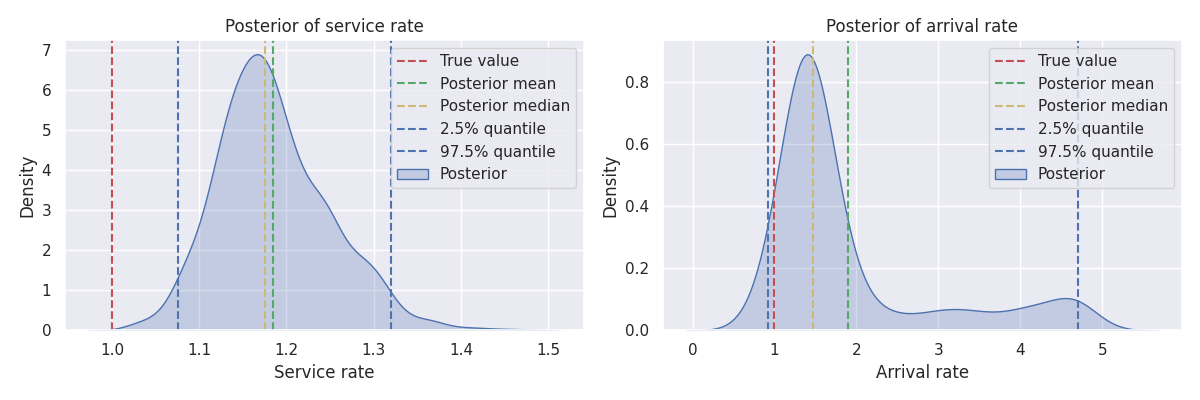 Posterior of service rate
7
6
5
4
3
2
1
0
Density
1.0 1.1 1.2 1.3 1.4 1.5
Service rate
True value
Posterior mean
Posterior median
2.5% quantile
97.5% quantile
Posterior
Posterior of arrival rate
0.8
0.6
0.4
0.2
0.0
Density
0 1 2 3 4 5
Arrival rate
True value
Posterior mean
Posterior median
2.5% quantile
97.5% quantile
Posterior